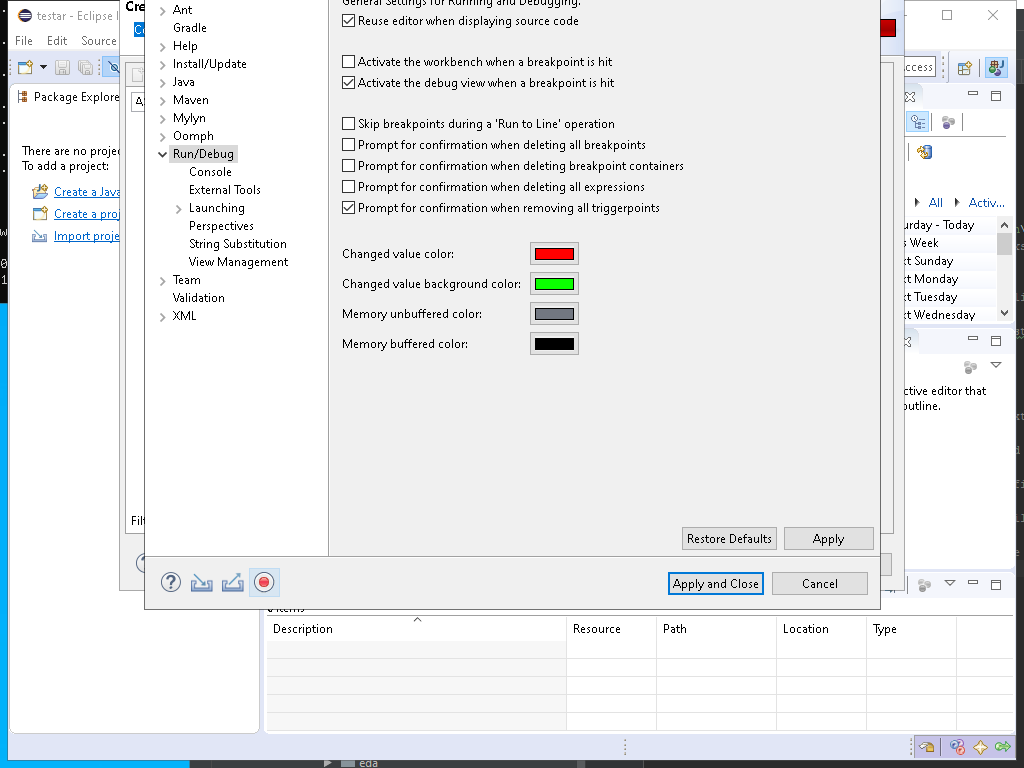 testar - Eclipse I
Cre
File Edit Source
Co
ccess
Package Explore
There are no projec
To add a project:
Create a Java
Create a proj
Import proje
Ant
Gradle
Help
Install/Update
Java
Maven
Mylyn
Oomph
Run/Debug
Console
External Tools
Launching
Perspectives
String Substitution
View Management
Team
Validation
XML
General Settings for Running and Debugging.
Reuse editor when displaying source code
Activate the workbench when a breakpoint is hit
Activate the debug view when a breakpoint is hit
Skip breakpoints during a 'Run to Line' operation
Prompt for confirmation when deleting all breakpoints
Prompt for confirmation when deleting breakpoint containers
Prompt for confirmation when deleting all expressions
Prompt for confirmation when removing all triggerpoints
Changed value color:
Changed value background color:
Memory unbuffered color:
Memory buffered color:
Restore Defaults Apply
Apply and Close Cancel
Filt
All Activ...
urday - Today
s Week
xt Sunday
xt Monday
xt Tuesday
xt Wednesday
ctive editor that
outline.
0 items
Description Resource Path Location Type
eda